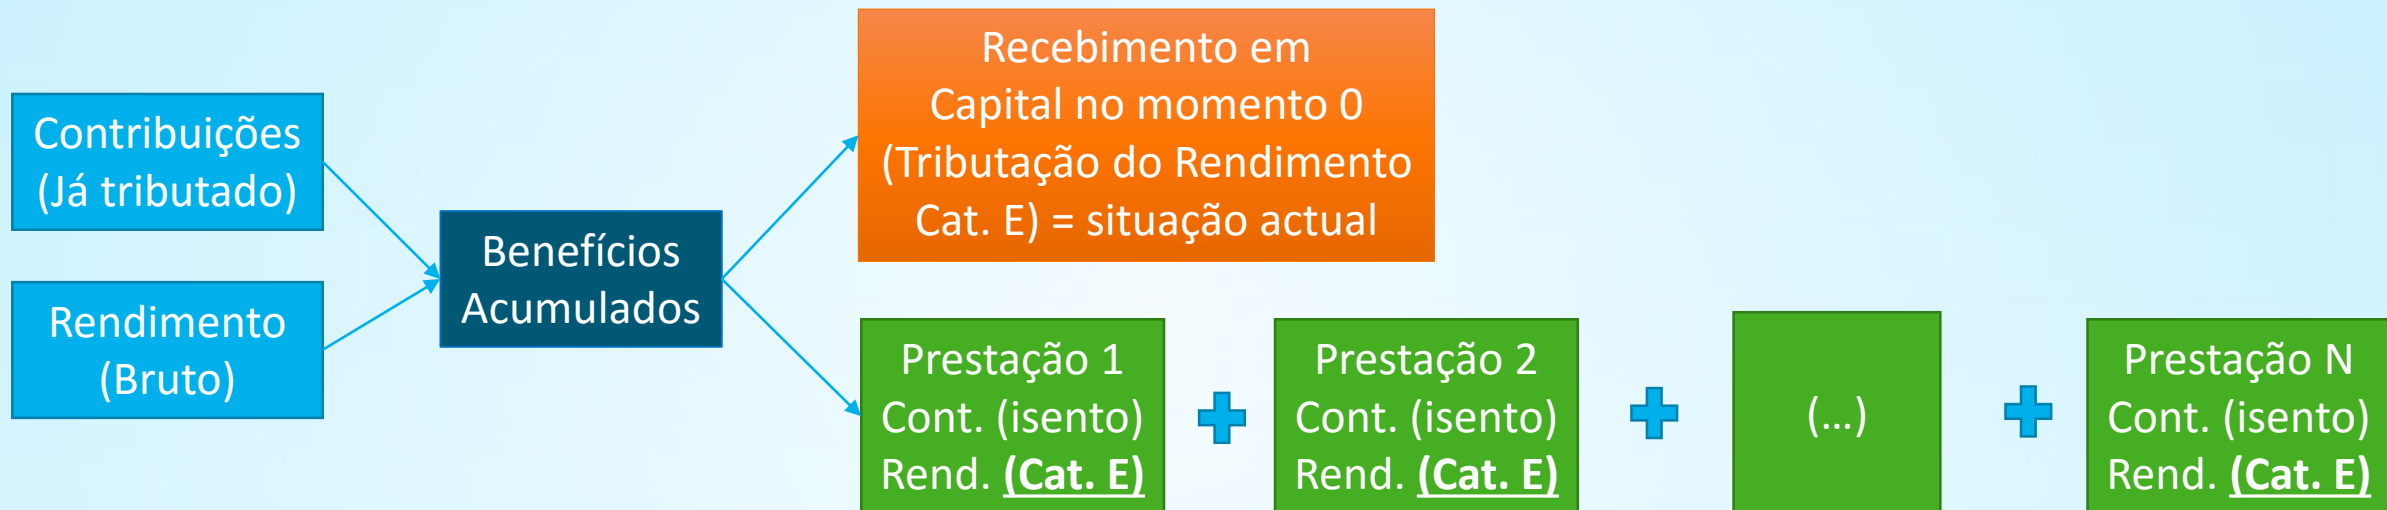 Contribuições
(Já tributado)
Rendimento
(Bruto)
Benefícios
Acumulados
Recebimento em
Capital no momento 0
(Tributação do Rendimento
Cat. E) = situação actual
Prestação 1
Cont. (isento)
Rend. (Cat. E)
Prestação 2
Cont. (isento)
Rend. (Cat. E)
(...)
Prestação N
Cont. (isento)
Rend. (Cat. E)